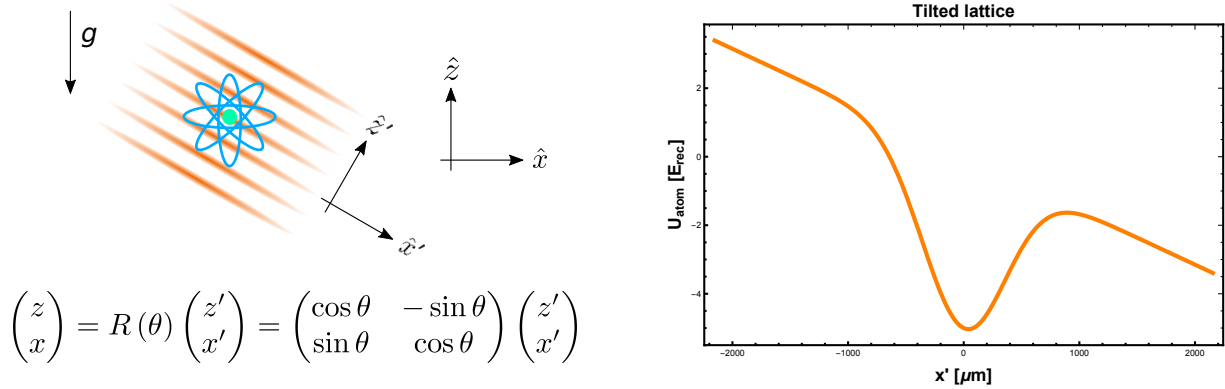 g
ẑ
x̂
ẑ'
x̂'
(z x) = R (θ) (z' x') = (cos θ − sin θ sin θ cos θ) (z' x')
Tilted lattice
U_atom [E_rec]
2
0
−2
−4
−2000 −1000 0 1000 2000
x' [μm]